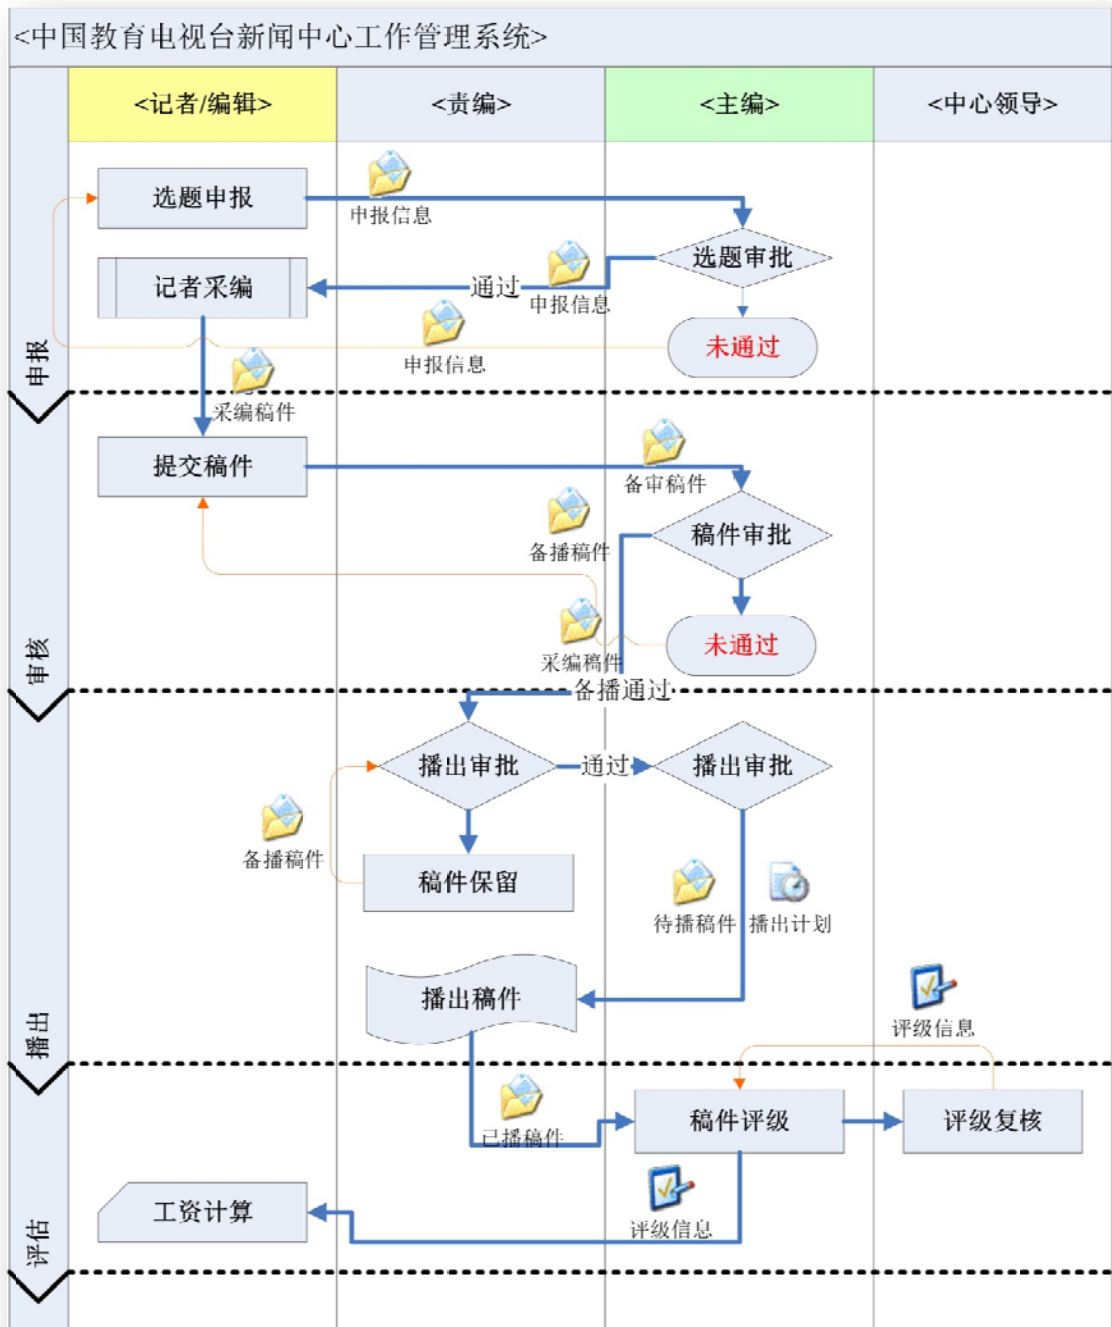 <中国教育电视台新闻中心工作管理系统>
<记者/编辑>
<责编>
<主编>
<中心领导>
申报
选题申报
申报信息
选题审批
记者采编
通过
申报信息
申报信息
未通过
采编稿件
审核
提交稿件
备审稿件
稿件审批
备播稿件
未通过
采编稿件
备播通过
播出
播出审批
通过
播出审批
备播稿件
稿件保留
待播稿件
播出计划
播出稿件
评级信息
评估
稿件评级
评级复核
已播稿件
工资计算
评级信息